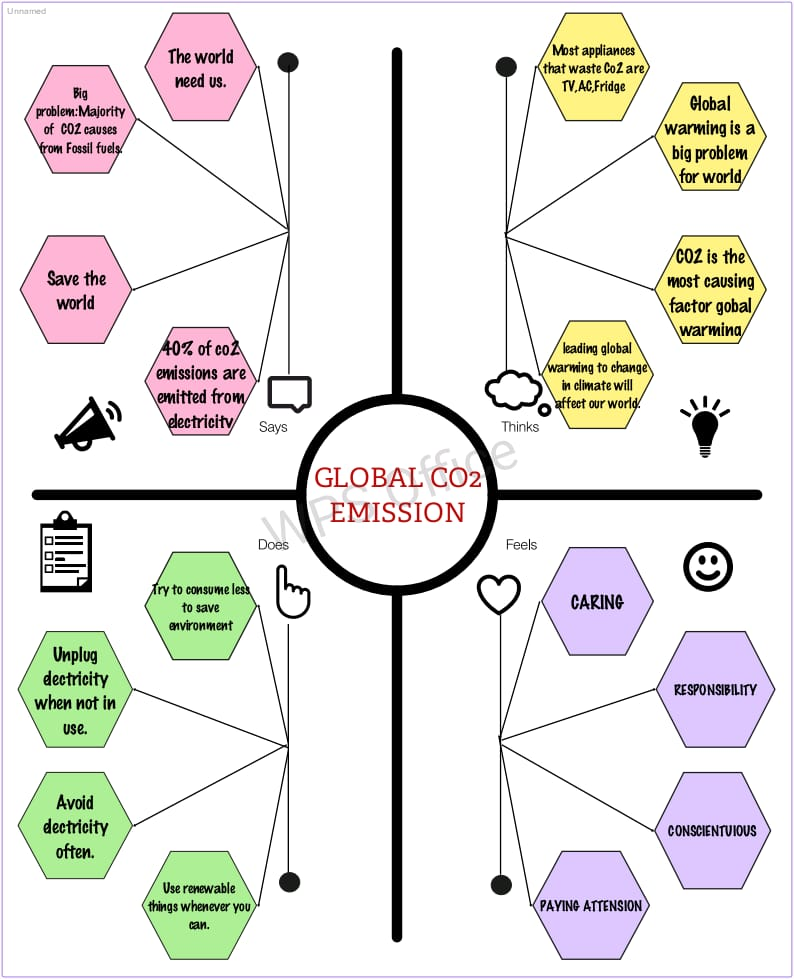 Unnamed
The world
need us.
Big
problem:Majority
of CO2 causes
from Fossil fuels.
Save the
world
40% of co2
emissions are
emitted from
electricity
Says
Most appliances
that waste Co2 are
TV,AC,Fridge
Global
warming is a
big problem
for world
CO2 is the
most causing
factor gobal
warming
leading global
warming to change
in climate will
affect our world.
Thinks
GLOBAL CO2
EMISSION
WPS Office
Does
Try to consume less
to save
environment
Unplug
electricity
when not in
use.
Avoid
electricity
often.
Use renewable
things whenever you
can.
Feels
CARING
RESPONSIBILITY
CONSCIENTUIOUS
PAYING ATTENSION